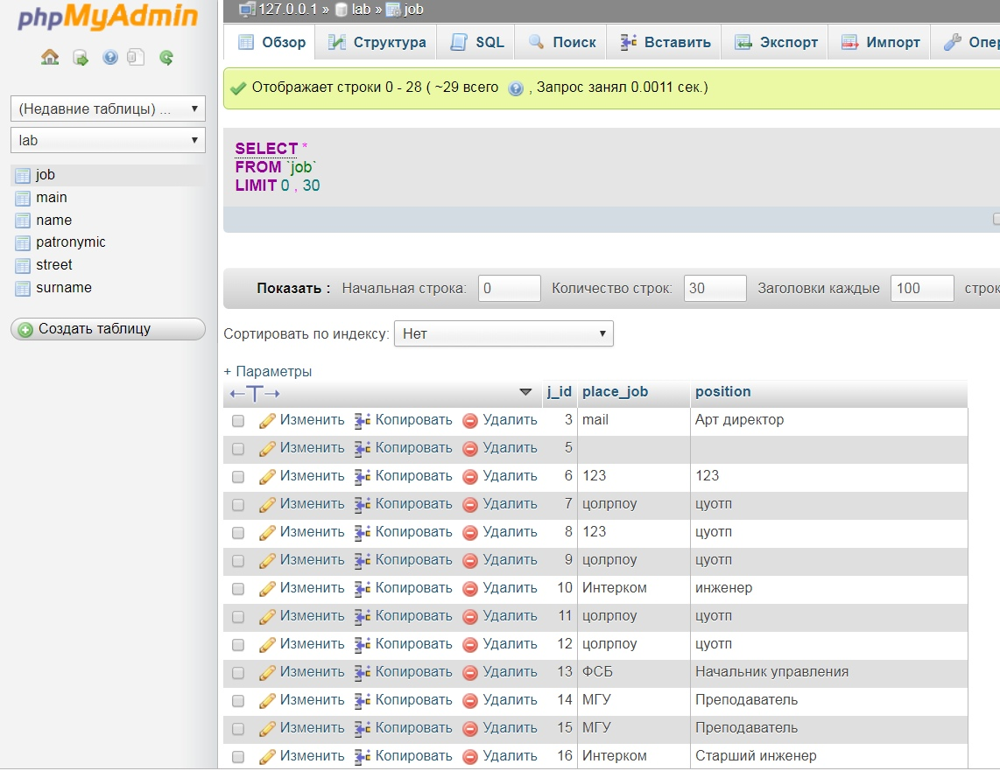 phpMyAdmin
(Недавние таблицы) ...
lab
job
main
name
patronymic
street
surname
Создать таблицу
127.0.0.1 » lab » job
Обзор Структура SQL Поиск Вставить Экспорт Импорт Опер
Отображает строки 0 - 28 ( ~29 всего , Запрос занял 0.0011 сек.)
SELECT *
FROM `job`
LIMIT 0 , 30
Показать : Начальная строка: 0 Количество строк: 30 Заголовки каждые 100 строк
Сортировать по индексу: Нет
+ Параметры
←T→ j_id place_job position
Изменить Копировать Удалить 3 mail Арт директор
Изменить Копировать Удалить 5
Изменить Копировать Удалить 6 123 123
Изменить Копировать Удалить 7 цолрпоу цуотп
Изменить Копировать Удалить 8 123 цуотп
Изменить Копировать Удалить 9 цолрпоу цуотп
Изменить Копировать Удалить 10 Интерком инженер
Изменить Копировать Удалить 11 цолрпоу цуотп
Изменить Копировать Удалить 12 цолрпоу цуотп
Изменить Копировать Удалить 13 ФСБ Начальник управления
Изменить Копировать Удалить 14 МГУ Преподаватель
Изменить Копировать Удалить 15 МГУ Преподаватель
Изменить Копировать Удалить 16 Интерком Старший инженер